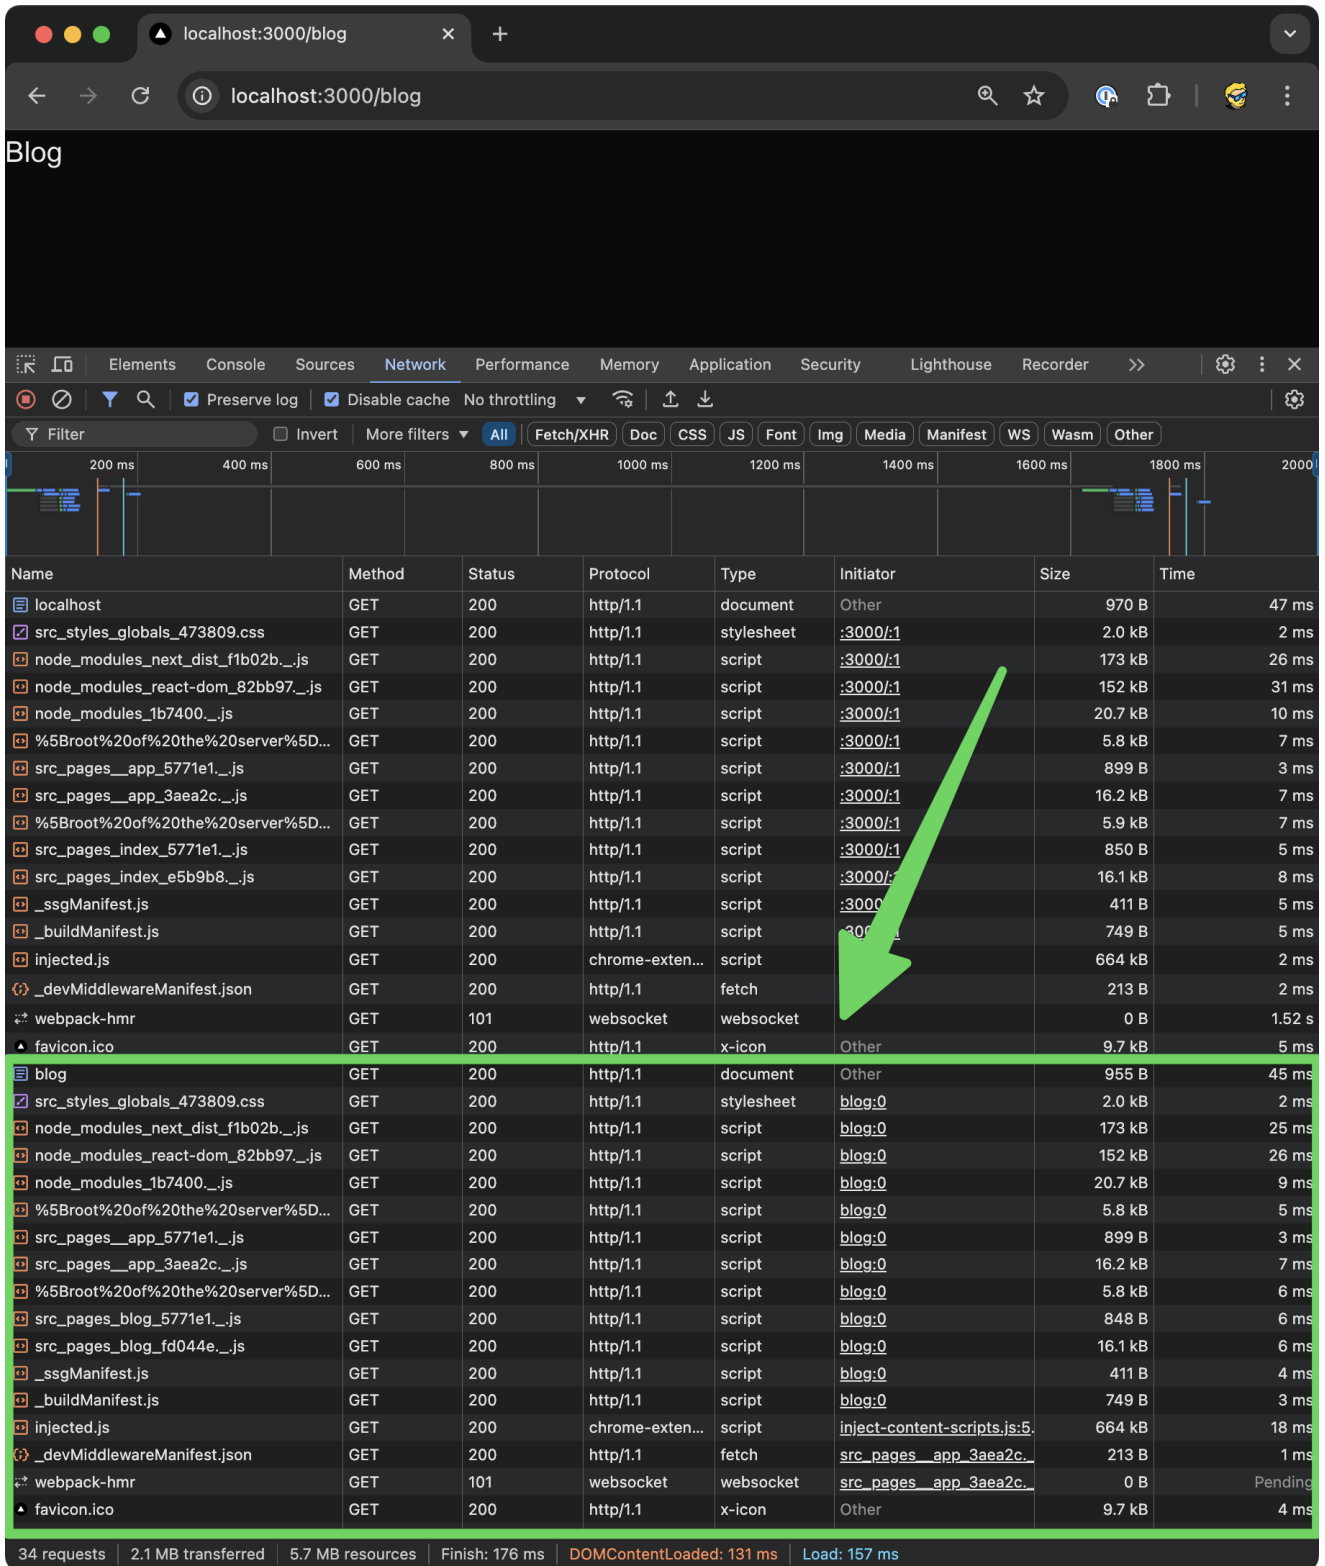 localhost:3000/blog
localhost:3000/blog
Blog
Elements Console Sources Network Performance Memory Application Security Lighthouse Recorder
Preserve log Disable cache No throttling
Filter Invert More filters All Fetch/XHR Doc CSS JS Font Img Media Manifest WS Wasm Other
200 ms 400 ms 600 ms 800 ms 1000 ms 1200 ms 1400 ms 1600 ms 1800 ms 2000
Name Method Status Protocol Type Initiator Size Time
localhost GET 200 http/1.1 document Other 970 B 47 ms
src_styles_globals_473809.css GET 200 http/1.1 stylesheet :3000/:1 2.0 kB 2 ms
node_modules_next_dist_f1b02b._.js GET 200 http/1.1 script :3000/:1 173 kB 26 ms
node_modules_react-dom_82bb97._.js GET 200 http/1.1 script :3000/:1 152 kB 31 ms
node_modules_1b7400._.js GET 200 http/1.1 script :3000/:1 20.7 kB 10 ms
%5Broot%20of%20the%20server%5D... GET 200 http/1.1 script :3000/:1 5.8 kB 7 ms
src_pages__app_5771e1._.js GET 200 http/1.1 script :3000/:1 899 B 3 ms
src_pages__app_3aea2c._.js GET 200 http/1.1 script :3000/:1 16.2 kB 7 ms
%5Broot%20of%20the%20server%5D... GET 200 http/1.1 script :3000/:1 5.9 kB 7 ms
src_pages_index_5771e1._.js GET 200 http/1.1 script :3000/:1 850 B 5 ms
src_pages_index_e5b9b8._.js GET 200 http/1.1 script :3000/: 16.1 kB 8 ms
_ssgManifest.js GET 200 http/1.1 script :3000 411 B 5 ms
_buildManifest.js GET 200 http/1.1 script 749 B 5 ms
injected.js GET 200 chrome-exten... script 664 kB 2 ms
_devMiddlewareManifest.json GET 200 http/1.1 fetch 213 B 2 ms
webpack-hmr GET 101 websocket websocket 0 B 1.52 s
favicon.ico GET 200 http/1.1 x-icon Other 9.7 kB 5 ms
blog GET 200 http/1.1 document Other 955 B 45 ms
src_styles_globals_473809.css GET 200 http/1.1 stylesheet blog:0 2.0 kB 2 ms
node_modules_next_dist_f1b02b._.js GET 200 http/1.1 script blog:0 173 kB 25 ms
node_modules_react-dom_82bb97._.js GET 200 http/1.1 script blog:0 152 kB 26 ms
node_modules_1b7400._.js GET 200 http/1.1 script blog:0 20.7 kB 9 ms
%5Broot%20of%20the%20server%5D... GET 200 http/1.1 script blog:0 5.8 kB 5 ms
src_pages__app_5771e1._.js GET 200 http/1.1 script blog:0 899 B 3 ms
src_pages__app_3aea2c._.js GET 200 http/1.1 script blog:0 16.2 kB 7 ms
%5Broot%20of%20the%20server%5D... GET 200 http/1.1 script blog:0 5.8 kB 6 ms
src_pages_blog_5771e1._.js GET 200 http/1.1 script blog:0 848 B 6 ms
src_pages_blog_fd044e._.js GET 200 http/1.1 script blog:0 16.1 kB 6 ms
_ssgManifest.js GET 200 http/1.1 script blog:0 411 B 4 ms
_buildManifest.js GET 200 http/1.1 script blog:0 749 B 3 ms
injected.js GET 200 chrome-exten... script inject-content-scripts.js:5. 664 kB 18 ms
_devMiddlewareManifest.json GET 200 http/1.1 fetch src_pages__app_3aea2c._ 213 B 1 ms
webpack-hmr GET 101 websocket websocket src_pages__app_3aea2c._ 0 B Pending
favicon.ico GET 200 http/1.1 x-icon Other 9.7 kB 4 ms
34 requests 2.1 MB transferred 5.7 MB resources Finish: 176 ms DOMContentLoaded: 131 ms Load: 157 ms